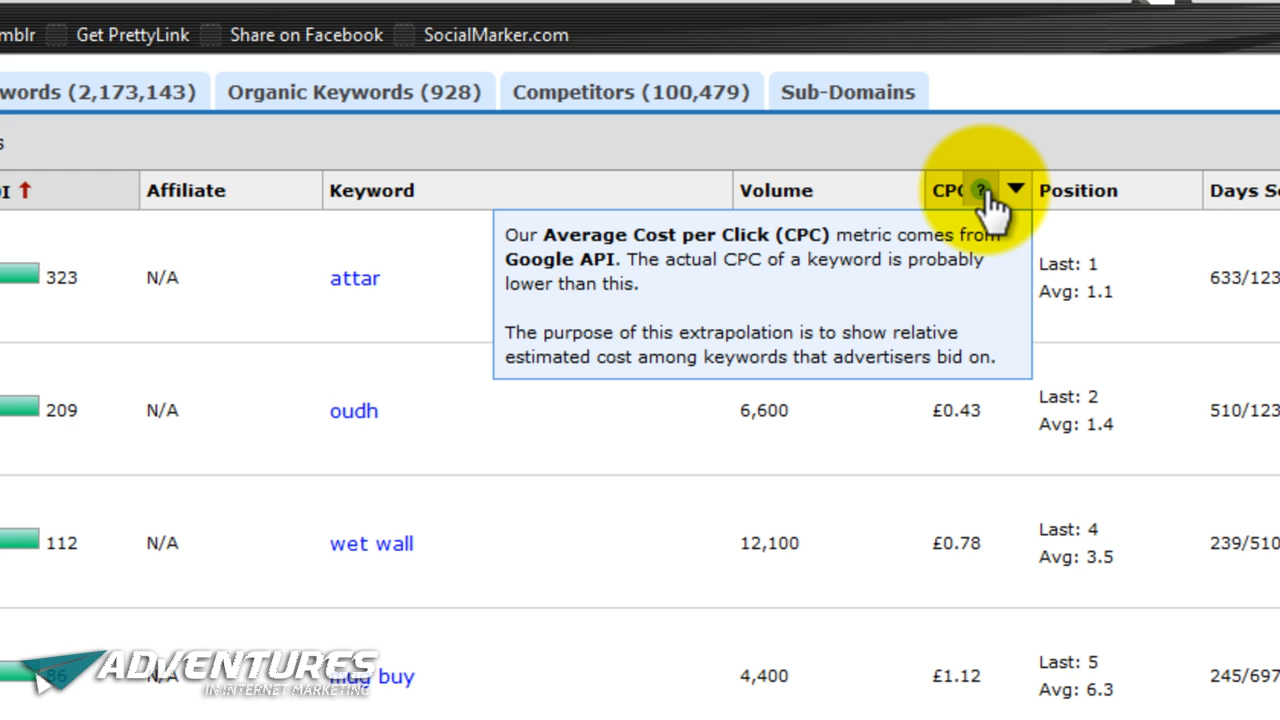 mblr Get PrettyLink Share on Facebook SocialMarker.com
words (2,173,143) Organic Keywords (928) Competitors (100,479) Sub-Domains
s
I Affiliate Keyword Volume CPC ? Position Days S
Our Average Cost per Click (CPC) metric comes from
Google API. The actual CPC of a keyword is probably
lower than this.
The purpose of this extrapolation is to show relative
estimated cost among keywords that advertisers bid on.
323 N/A attar Last: 1 633/123
Avg: 1.1
209 N/A oudh 6,600 £0.43 Last: 2 510/123
Avg: 1.4
112 N/A wet wall 12,100 £0.78 Last: 4 239/510
Avg: 3.5
86 N/A mug buy 4,400 £1.12 Last: 5 245/697
Avg: 6.3
ADVENTURES
IN INTERNET MARKETING